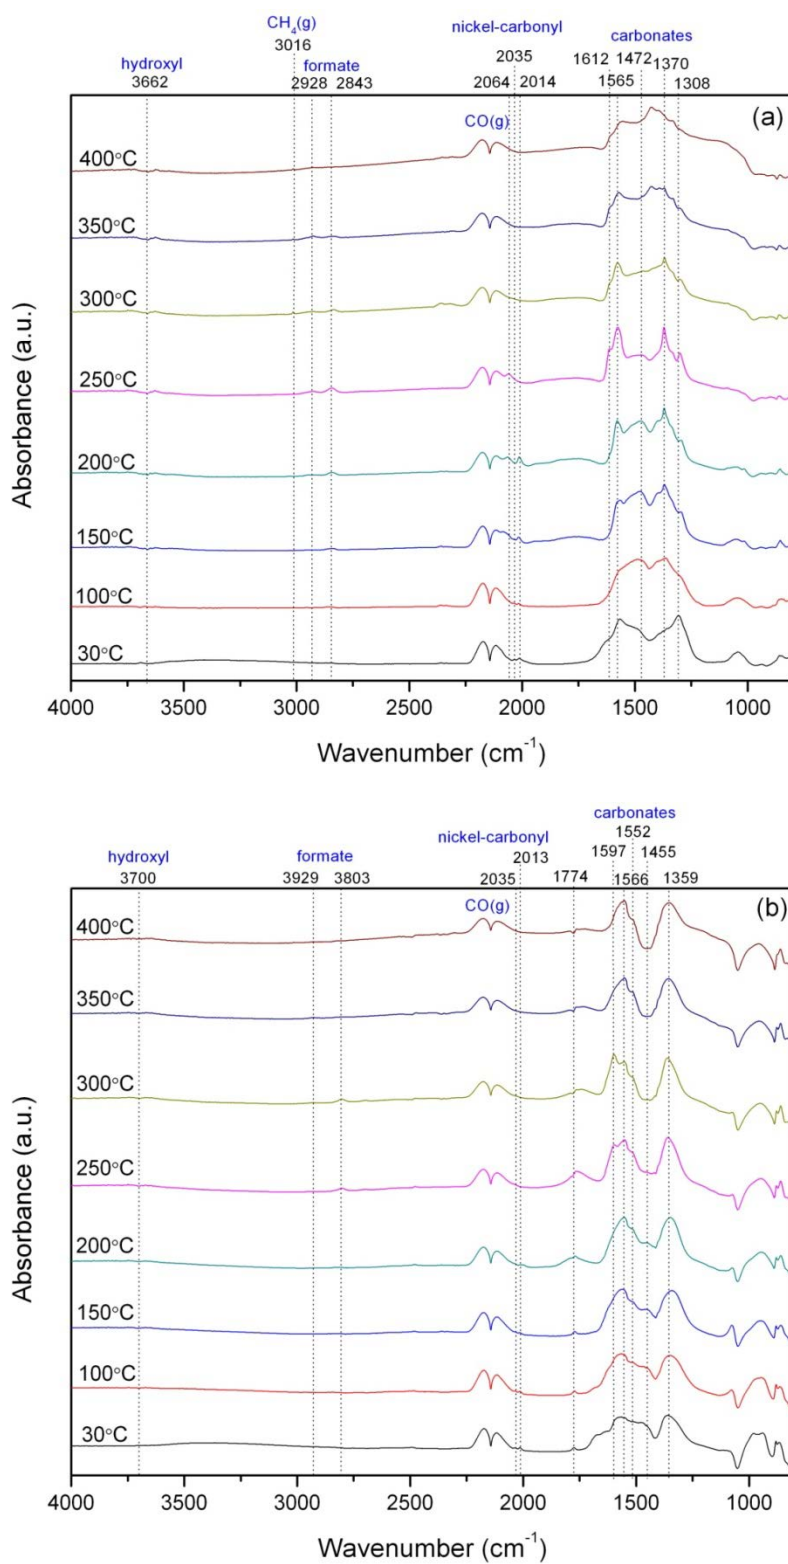 CH4(g)
nickel-carbonyl
carbonates
3016
2035
1612 1472 1370
hydroxyl
formate
3662
2928 2843
2064 2014
1565 1308
(a)
CO(g)
400°C
350°C
300°C
250°C
200°C
150°C
100°C
30°C
Absorbance (a.u.)
4000 3500 3000 2500 2000 1500 1000
Wavenumber (cm-1)
carbonates
1552
nickel-carbonyl
2013
1597 1455
hydroxyl
formate
3700
3929 3803
2035
1774
1566 1359
(b)
CO(g)
400°C
350°C
300°C
250°C
200°C
150°C
100°C
30°C
Absorbance (a.u.)
4000 3500 3000 2500 2000 1500 1000
Wavenumber (cm-1)